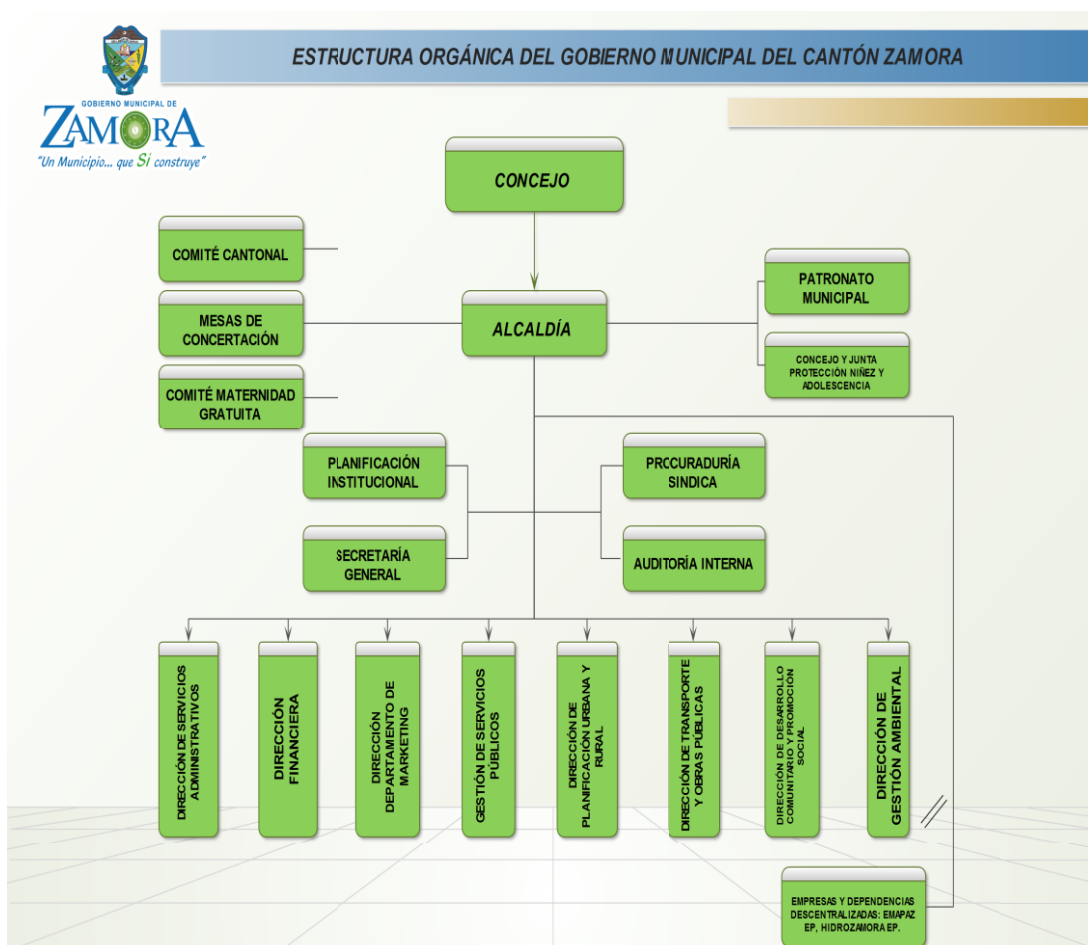 ESTRUCTURA ORGÁNICA DEL GOBIERNO MUNICIPAL DEL CANTÓN ZAMORA
GOBIERNO MUNICIPAL DE
ZAMORA
"Un Municipio... que Sí construye"
CONCEJO
COMITÉ CANTONAL
PATRONATO
MUNICIPAL
MESAS DE
CONCERTACIÓN
ALCALDÍA
CONCEJO Y JUNTA
PROTECCIÓN NIÑEZ Y
ADOLESCENCIA
COMITÉ MATERNIDAD
GRATUITA
PLANIFICACIÓN
INSTITUCIONAL
PROCURADURÍA
SINDICA
SECRETARÍA
GENERAL
AUDITORÍA INTERNA
DIRECCIÓN DE SERVICIOS
ADMINISTRATIVOS
DIRECCIÓN
FINANCIERA
DIRECCIÓN
DEPARTAMENTO DE
MARKETING
GESTIÓN DE SERVICIOS
PÚBLICOS
DIRECCIÓN DE
PLANIFICACIÓN URBANA Y
RURAL
DIRECCIÓN DE TRANSPORTE
Y OBRAS PÚBLICAS
DIRECCIÓN DE DESARROLLO
COMUNITARIO Y PROMOCIÓN
SOCIAL
DIRECCIÓN DE
GESTIÓN AMBIENTAL
EMPRESAS Y DEPENDENCIAS
DESCENTRALIZADAS: EMAPAZ
EP, HIDROZAMORA EP.